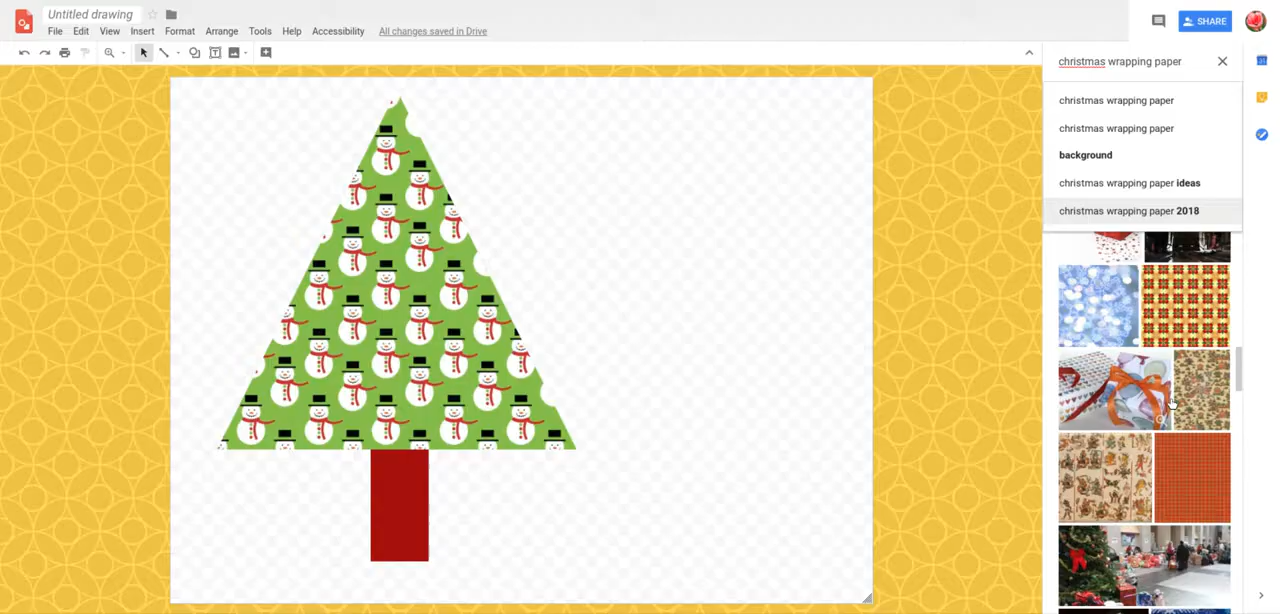 Untitled drawing
File Edit View Insert Format Arrange Tools Help Accessibility All changes saved in Drive
SHARE
christmas wrapping paper
christmas wrapping paper
christmas wrapping paper
background
christmas wrapping paper ideas
christmas wrapping paper 2018